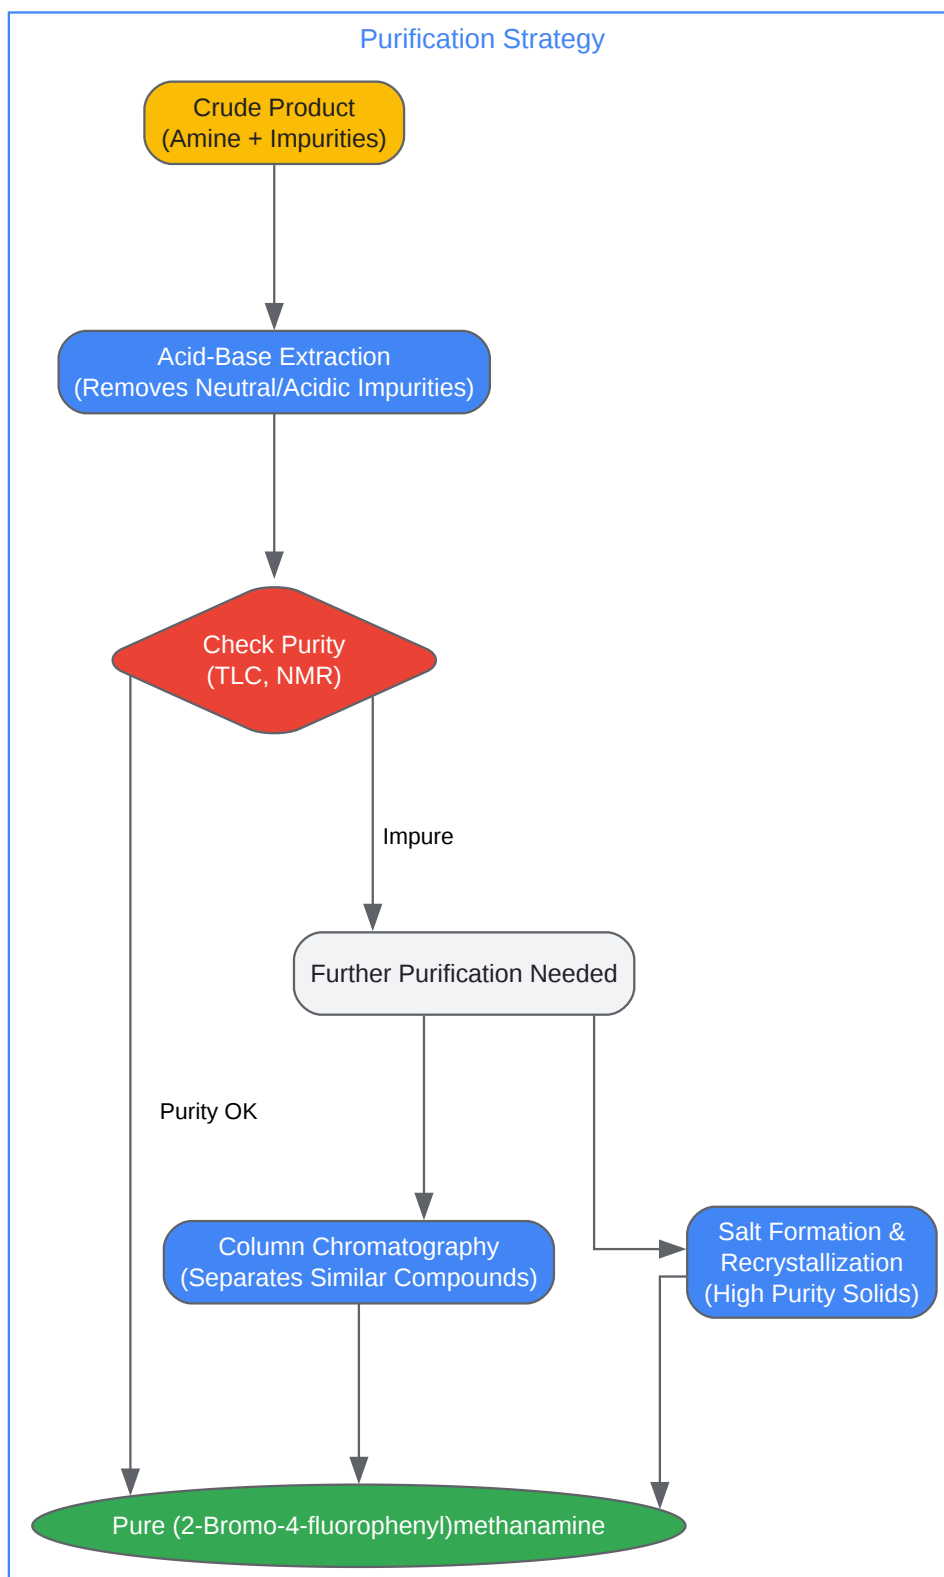 Purification Strategy
Crude Product
(Amine + Impurities)
Acid-Base Extraction
(Removes Neutral/Acidic Impurities)
Check Purity
(TLC, NMR)
Impure
Further Purification Needed
Purity OK
Column Chromatography
(Separates Similar Compounds)
Salt Formation &
Recrystallization
(High Purity Solids)
Pure (2-Bromo-4-fluorophenyl)methanamine